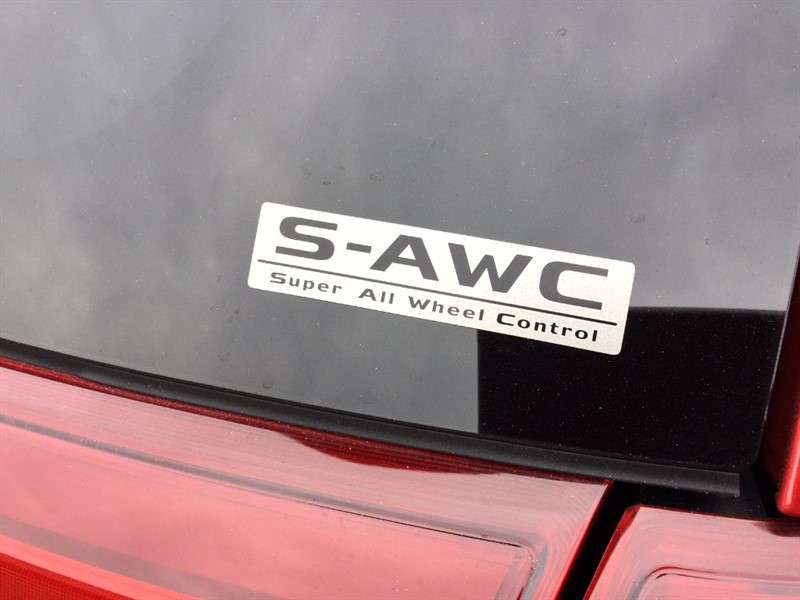 S-AWC
Super All Wheel Control